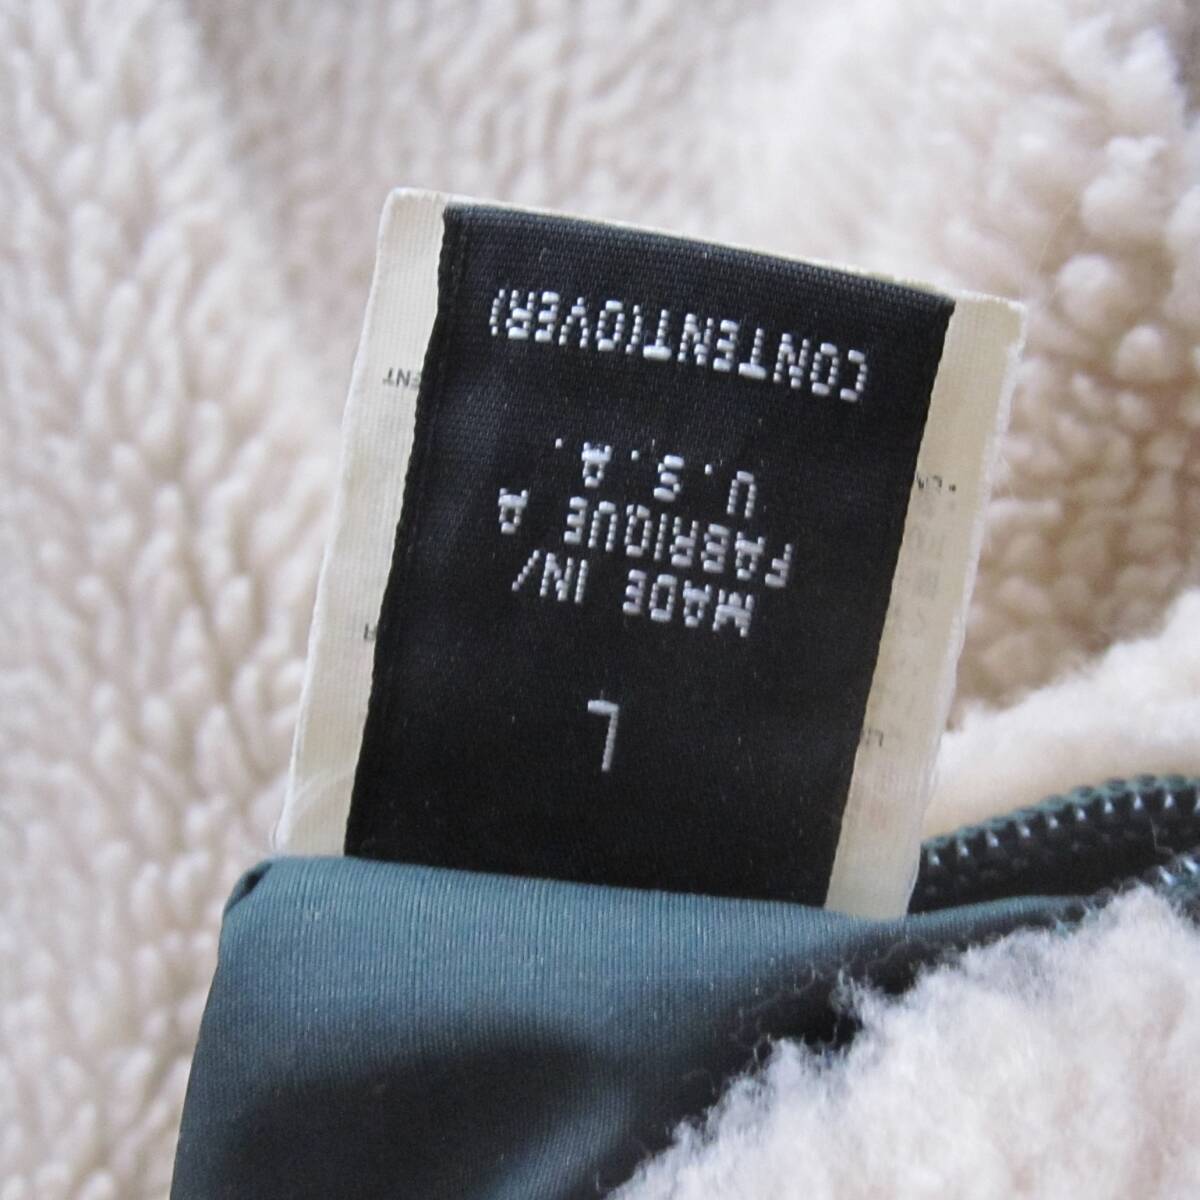 L
MADE IN/
FABRIQUE A
U.S.A.
CONTENT(OVER)